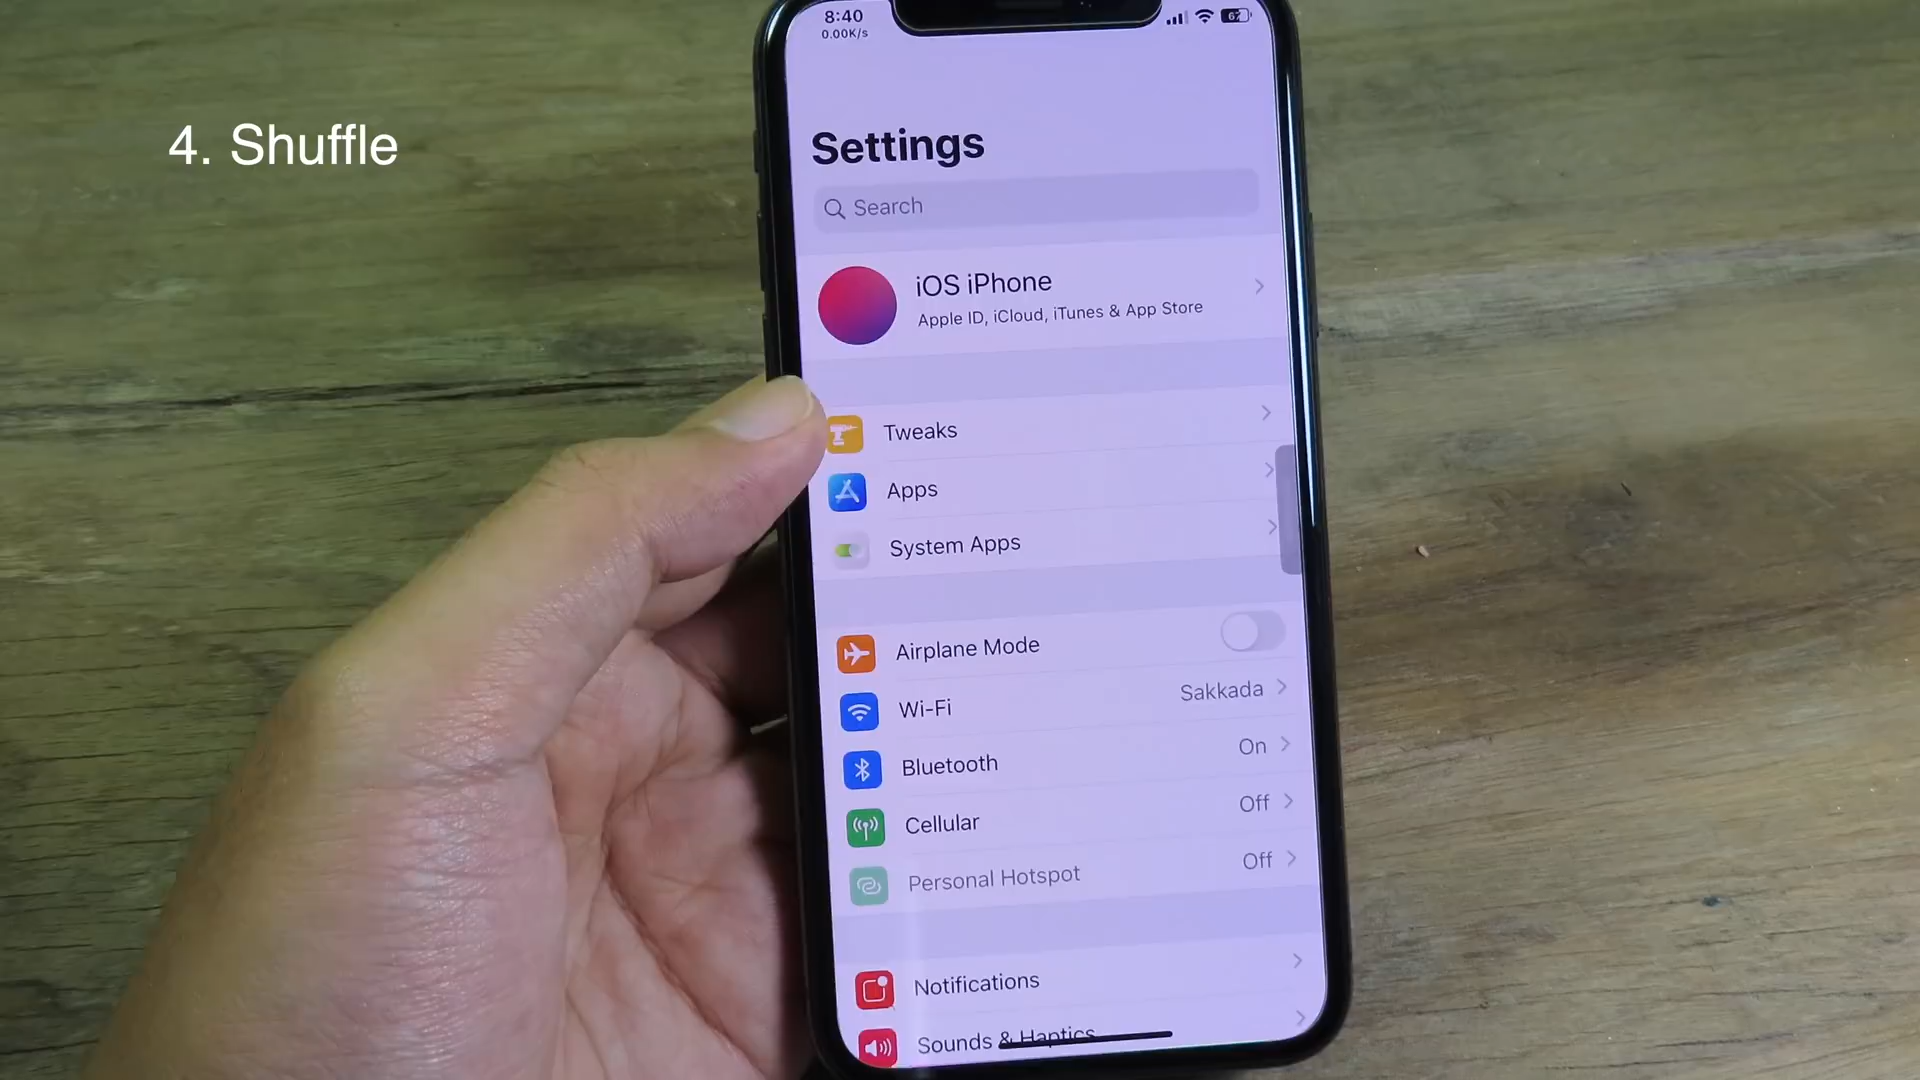 4. Shuffle
8:40
0.00K/s
67
Settings
Search
iOS iPhone
Apple ID, iCloud, iTunes & App Store
Tweaks
Apps
System Apps
Airplane Mode
Wi-Fi Sakkada
Bluetooth On
Cellular Off
Personal Hotspot Off
Notifications
Sounds & Haptics